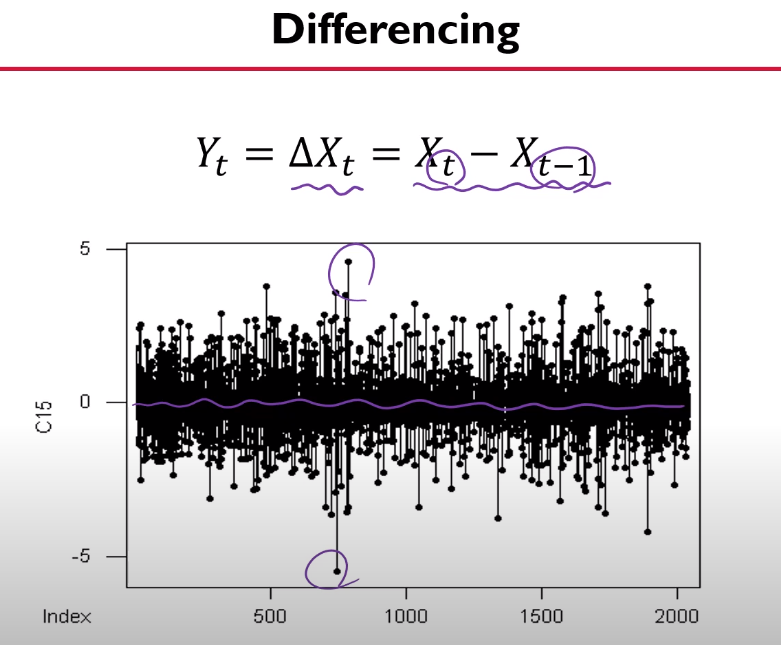 Differencing
Yₜ = ΔXₜ = Xₜ − Xₜ₋₁
5
0
-5
C15
Index 500 1000 1500 2000